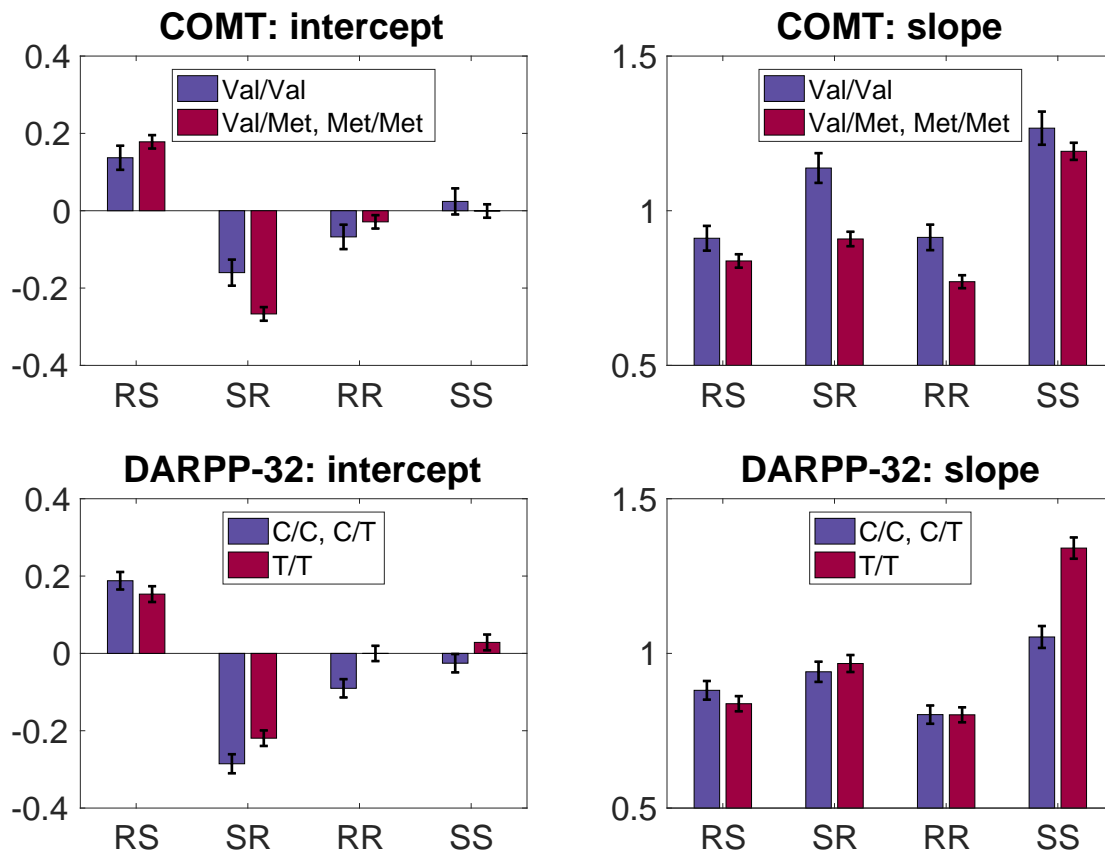 COMT: intercept
0.4
0.2
0
-0.2
-0.4
Val/Val
Val/Met, Met/Met
RS SR RR SS
COMT: slope
1.5
1
0.5
Val/Val
Val/Met, Met/Met
RS SR RR SS
DARPP-32: intercept
0.4
0.2
0
-0.2
-0.4
C/C, C/T
T/T
RS SR RR SS
DARPP-32: slope
1.5
1
0.5
C/C, C/T
T/T
RS SR RR SS